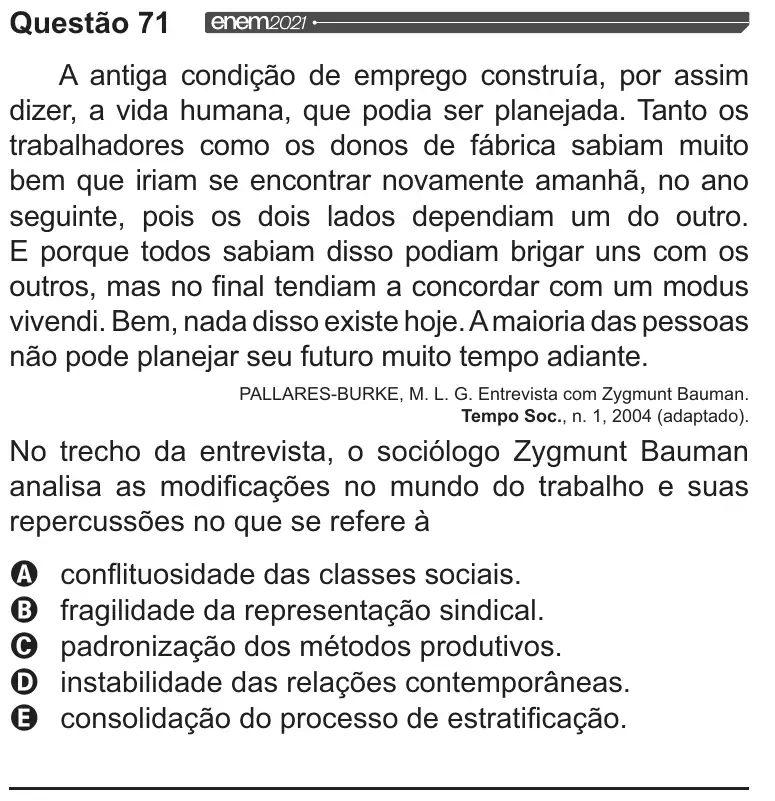 Questão 71 enem2021
A antiga condição de emprego construía, por assim
dizer, a vida humana, que podia ser planejada. Tanto os
trabalhadores como os donos de fábrica sabiam muito
bem que iriam se encontrar novamente amanhã, no ano
seguinte, pois os dois lados dependiam um do outro.
E porque todos sabiam disso podiam brigar uns com os
outros, mas no final tendiam a concordar com um modus
vivendi. Bem, nada disso existe hoje. A maioria das pessoas
não pode planejar seu futuro muito tempo adiante.
PALLARES-BURKE, M. L. G. Entrevista com Zygmunt Bauman.
Tempo Soc., n. 1, 2004 (adaptado).
No trecho da entrevista, o sociólogo Zygmunt Bauman
analisa as modificações no mundo do trabalho e suas
repercussões no que se refere à
A conflituosidade das classes sociais.
B fragilidade da representação sindical.
C padronização dos métodos produtivos.
D instabilidade das relações contemporâneas.
E consolidação do processo de estratificação.